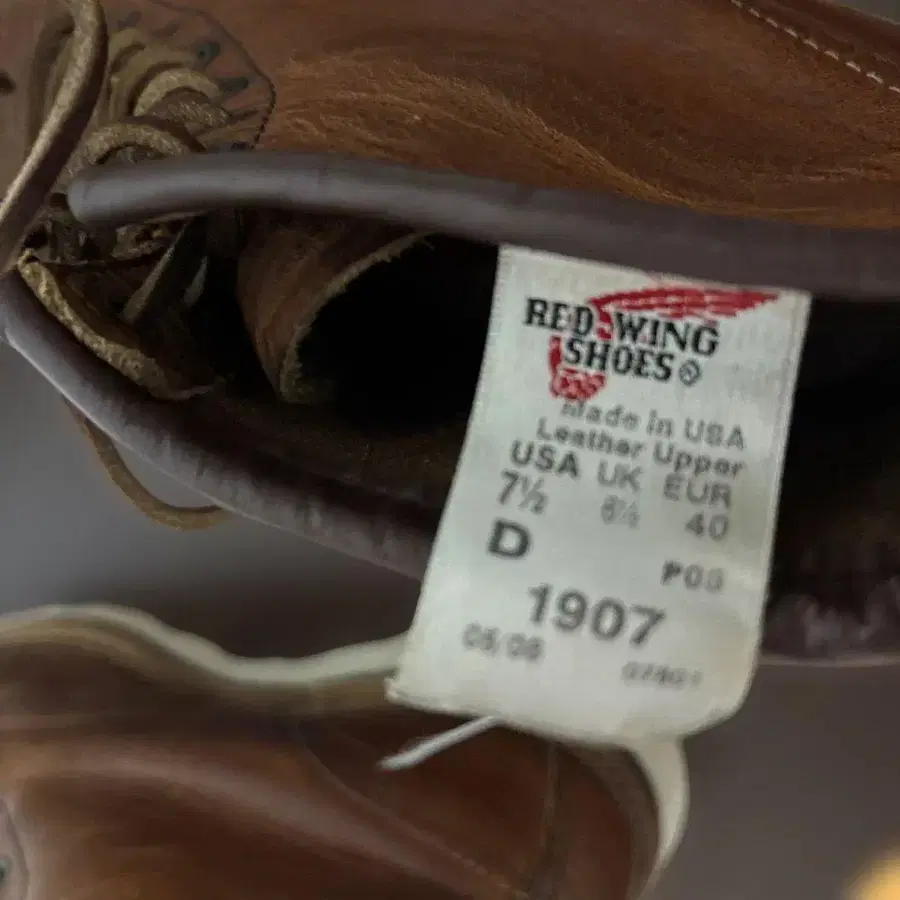 RED WING
SHOES
Made in USA
Leather Upper
USA UK EUR
7½ 6½ 40
D
1907